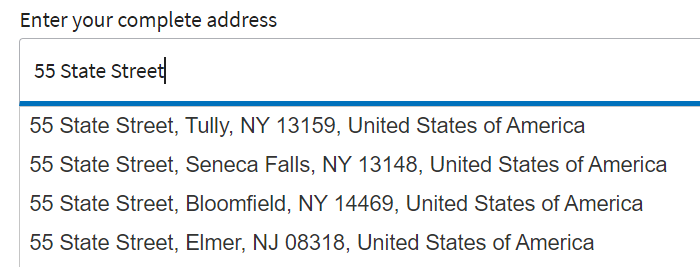 Enter your complete address
55 State Street
55 State Street, Tully, NY 13159, United States of America
55 State Street, Seneca Falls, NY 13148, United States of America
55 State Street, Bloomfield, NY 14469, United States of America
55 State Street, Elmer, NJ 08318, United States of America